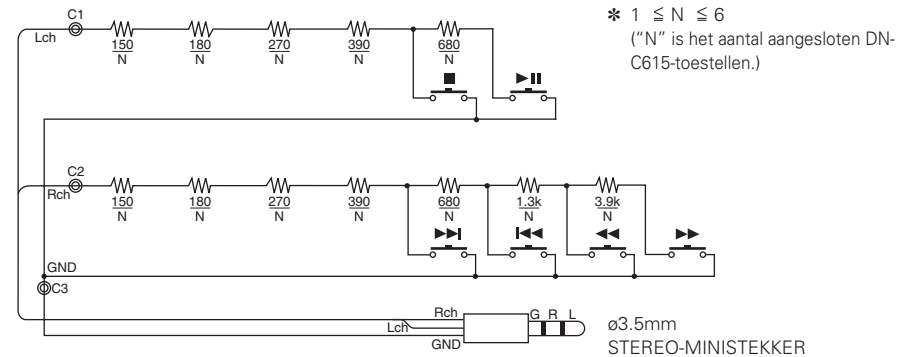 C1
Lch
150 180 270 390 680
N N N N N
✽ 1 ≦ N ≦ 6
("N" is het aantal aangesloten DN-
C615-toestellen.)
C2
Rch
150 180 270 390 680 1.3k 3.9k
N N N N N N N
GND
C3
Rch
Lch
GND
G R L
ø3.5mm
STEREO-MINISTEKKER